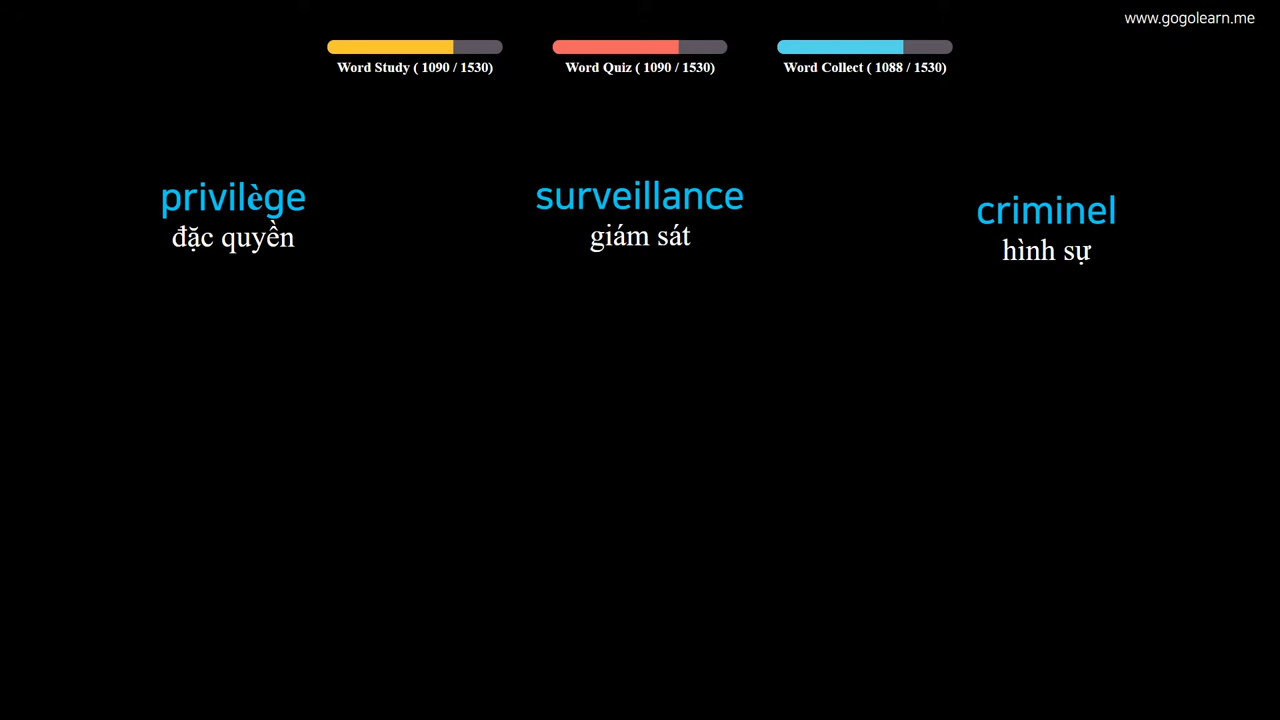 www.gogolearn.me
Word Study ( 1090 / 1530)
Word Quiz ( 1090 / 1530)
Word Collect ( 1088 / 1530)
privilège
đặc quyền
surveillance
giám sát
criminel
hình sự